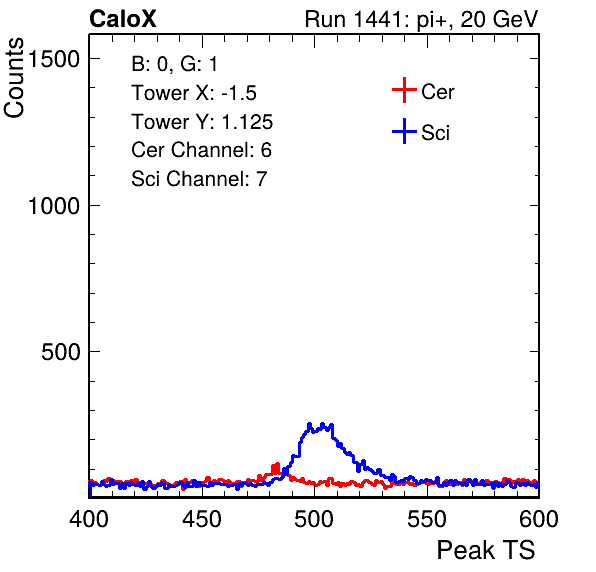 CaloX Run 1441: pi+, 20 GeV
Counts
1500
1000
500
B: 0, G: 1
Tower X: -1.5
Tower Y: 1.125
Cer Channel: 6
Sci Channel: 7
Cer
Sci
400 450 500 550 600
Peak TS